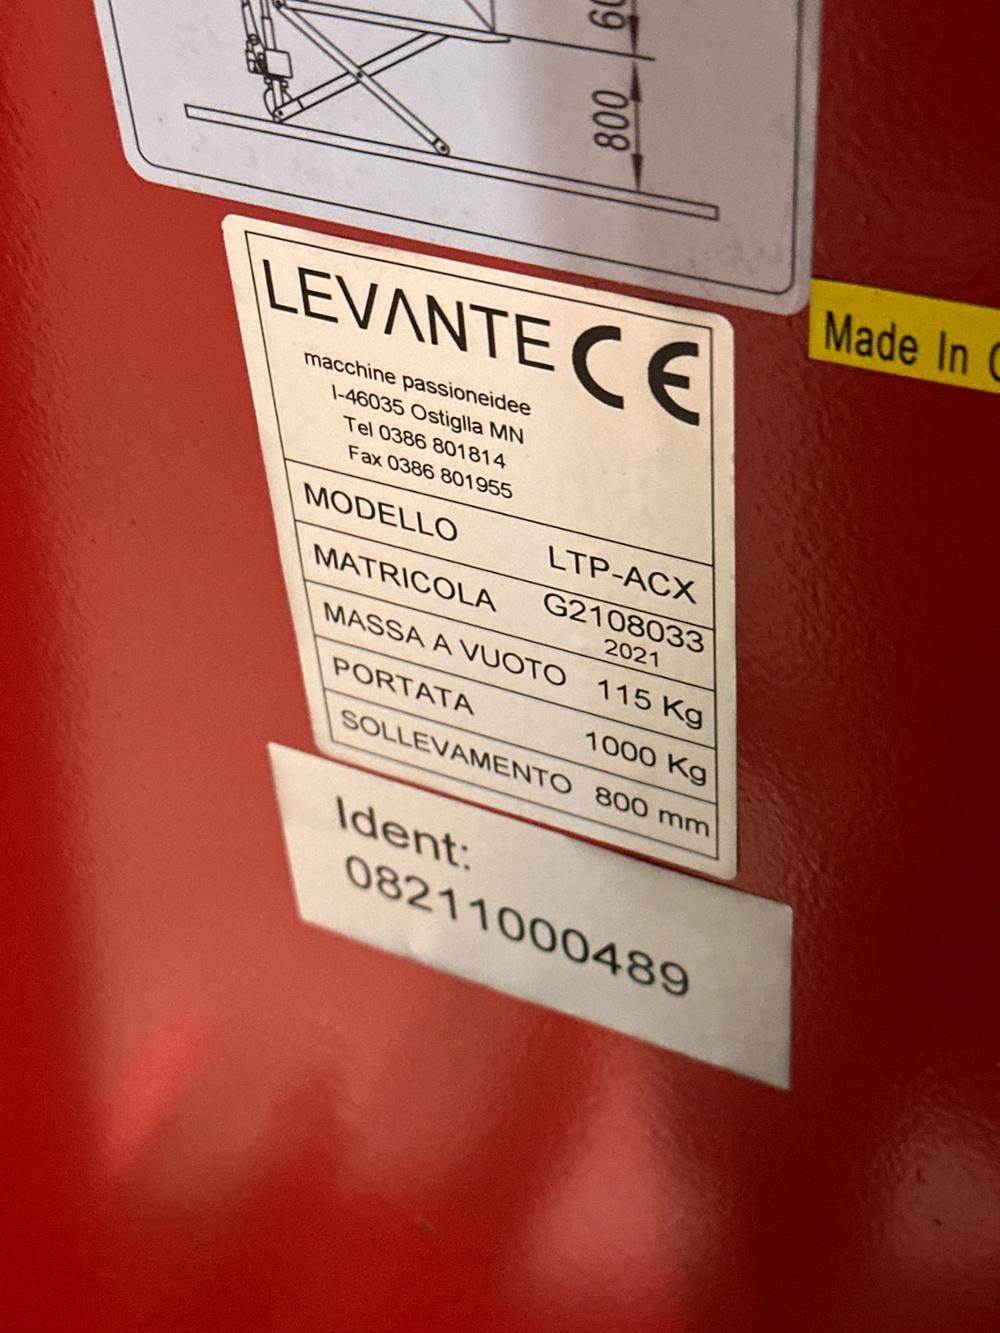 800
LEVANTE CE
macchine passioneidee
I-46035 Ostiglla MN
Tel 0386 801814
Fax 0386 801955
MODELLO LTP-ACX
MATRICOLA G2108033
2021
MASSA A VUOTO 115 Kg
PORTATA 1000 Kg
SOLLEVAMENTO 800 mm
Made In
Ident:
08211000489